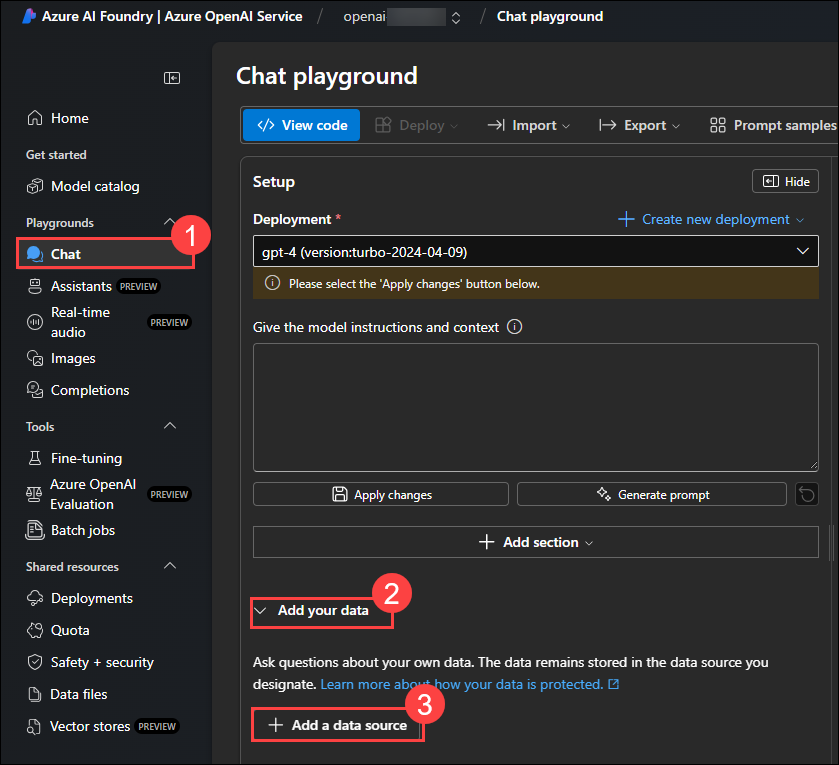 Azure AI Foundry | Azure OpenAI Service / openai / Chat playground
Chat playground
View code
Deploy
Import
Export
Prompt samples
Home
Get started
Model catalog
Playgrounds
1
Chat
Assistants PREVIEW
Real-time
audio
PREVIEW
Images
Completions
Tools
Fine-tuning
Azure OpenAI
Evaluation
PREVIEW
Batch jobs
Shared resources
Deployments
Quota
Safety + security
Data files
Vector stores PREVIEW
Setup
Hide
Deployment *
Create new deployment
gpt-4 (version:turbo-2024-04-09)
Please select the 'Apply changes' button below.
Give the model instructions and context
Apply changes
Generate prompt
Add section
2
Add your data
Ask questions about your own data. The data remains stored in the data source you
designate. Learn more about how your data is protected.
3
Add a data source